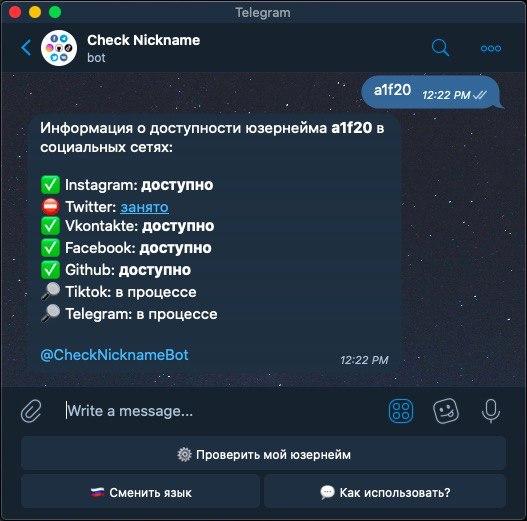 Telegram
Check Nickname
bot
a1f20 12:22 PM
Информация о доступности юзернейма a1f20 в
социальных сетях:
Instagram: доступно
Twitter: занято
Vkontakte: доступно
Facebook: доступно
Github: доступно
Tiktok: в процессе
Telegram: в процессе
@CheckNicknameBot 12:22 PM
Write a message...
Проверить мой юзернейм
Сменить язык
Как использовать?